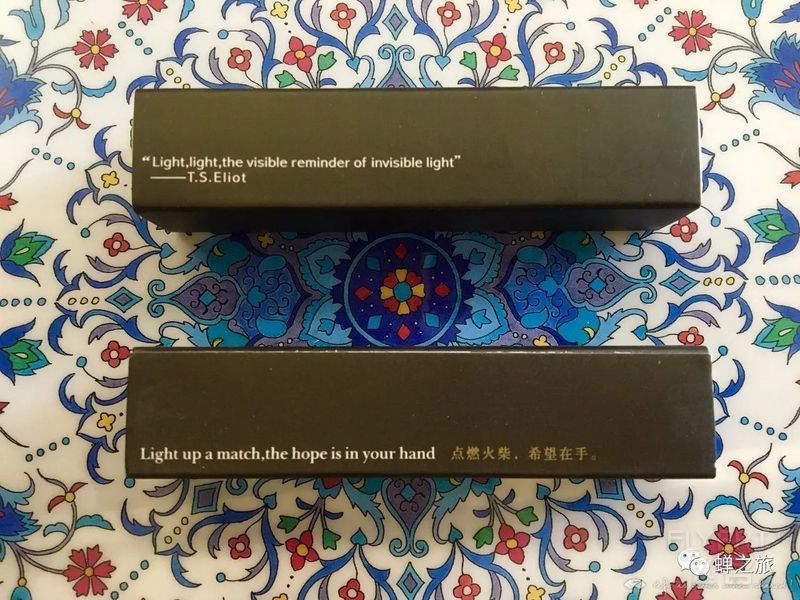 “Light,light,the visible reminder of invisible light”
——T.S.Eliot
Light up a match,the hope is in your hand 点燃火柴，希望在手。
蝉之旅